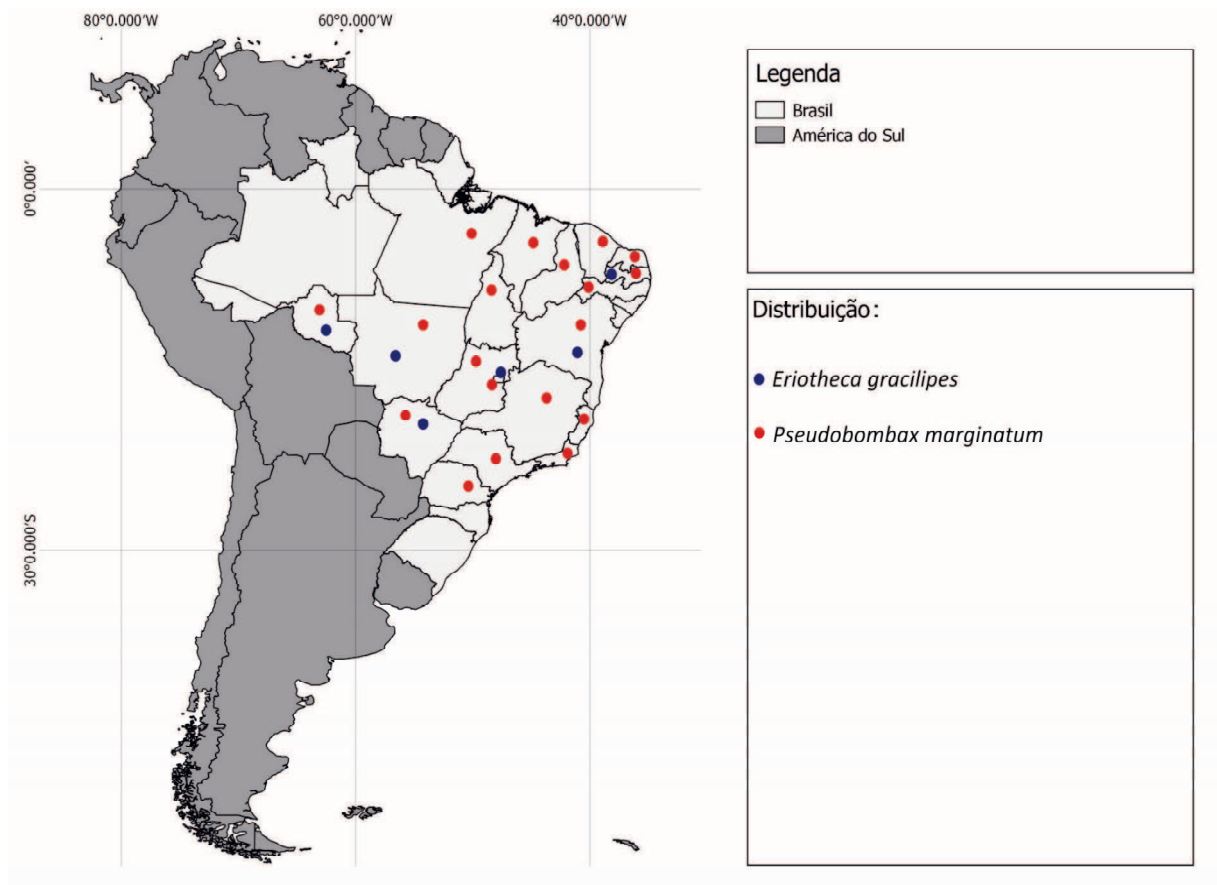 80°0.000'W 60°0.000'W 40°0.000'W
0°0.000'
30°0.000'S
Legenda
Brasil
América do Sul
Distribuição:
Eriotheca gracilipes
Pseudobombax marginatum